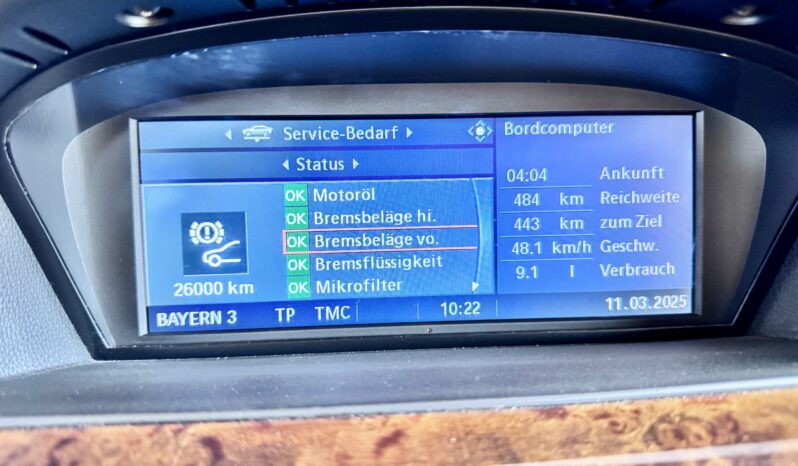 Service-Bedarf
Status
OK Motoröl
OK Bremsbeläge hi.
OK Bremsbeläge vo.
OK Bremsflüssigkeit
OK Mikrofilter
26000 km
Bordcomputer
04:04 Ankunft
484 km Reichweite
443 km zum Ziel
48.1 km/h Geschw.
9.1 l Verbrauch
BAYERN 3 TP TMC 10:22 11.03.2025